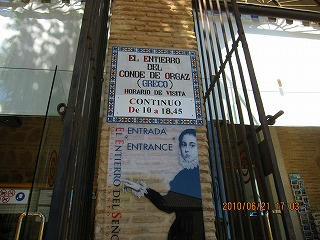 EL ENTIERRO
DEL
CONDE DE ORGAZ
(GRECO)
HORARIO DE VISITA
CONTINUO
De 10 a 18,45
ENTRADA
ENTRANCE
EL ENTIERRO DEL SEÑ
2010/06/21 17:03